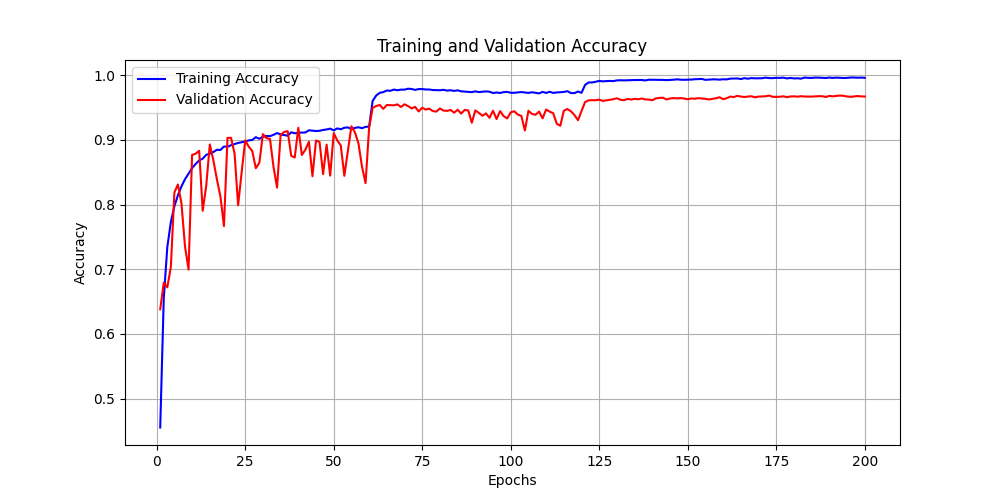 Training and Validation Accuracy
Training Accuracy
Validation Accuracy
1.0
0.9
0.8
0.7
0.6
0.5
Accuracy
0 25 50 75 100 125 150 175 200
Epochs